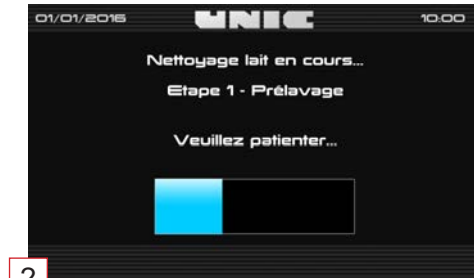 01/01/2016 UNIC 10:00
Nettoyage lait en cours...
Etape 1 - Prélavage
Veuillez patienter...
2